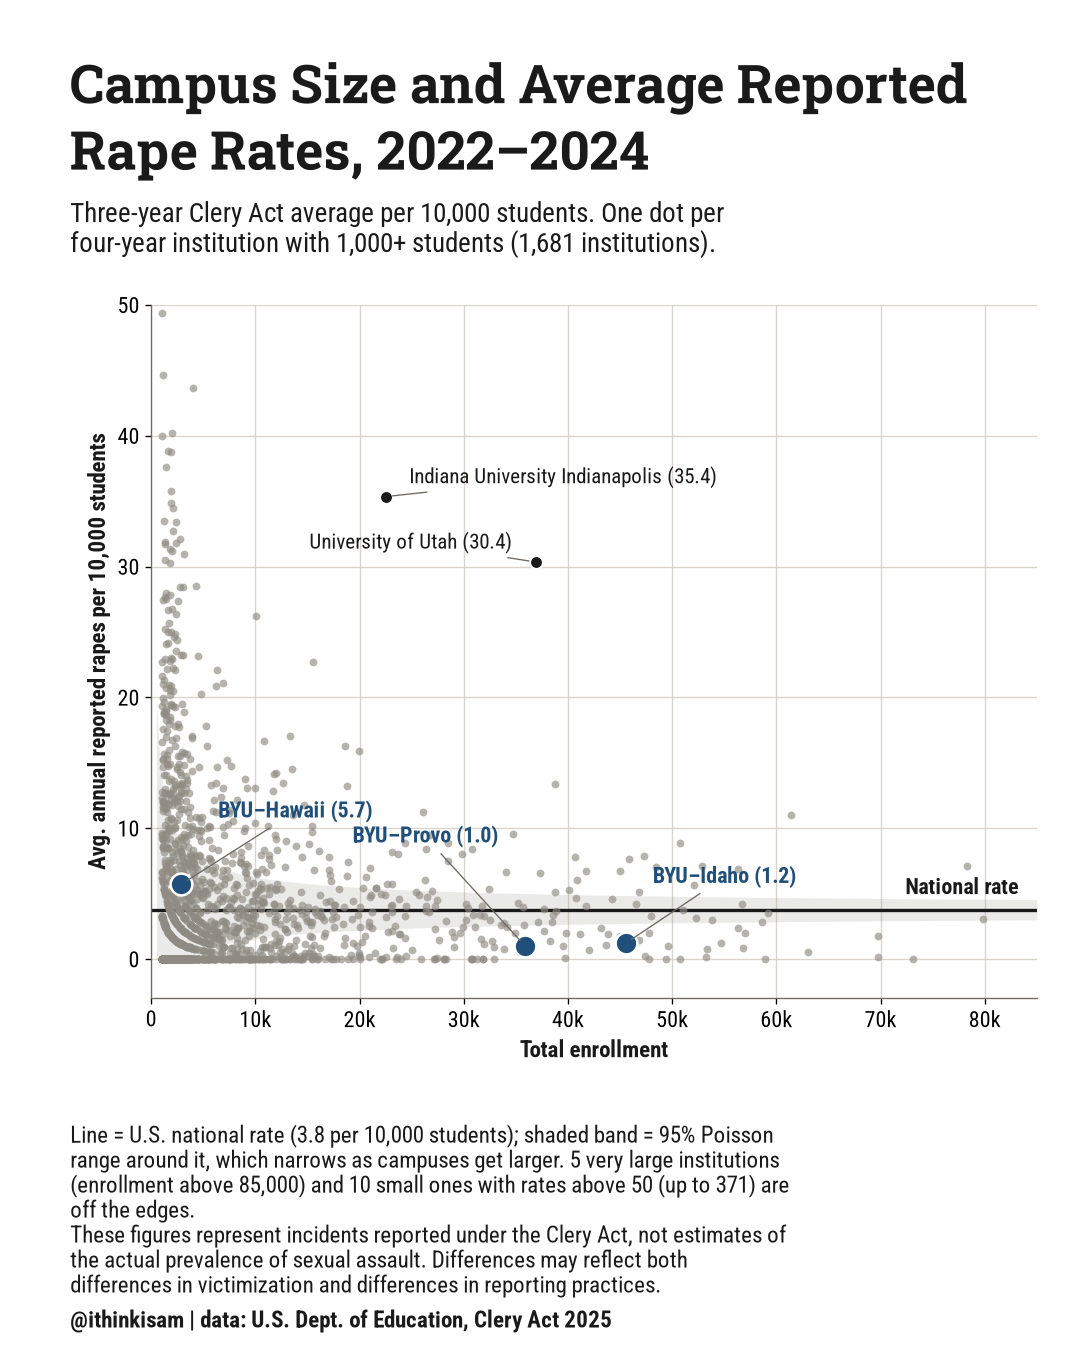 Campus Size and Average Reported
Rape Rates, 2022–2024
Three-year Clery Act average per 10,000 students. One dot per
four-year institution with 1,000+ students (1,681 institutions).
50
40
30
20
10
0
Avg. annual reported rapes per 10,000 students
Indiana University Indianapolis (35.4)
University of Utah (30.4)
BYU–Hawaii (5.7)
BYU–Provo (1.0)
BYU–Idaho (1.2)
National rate
0 10k 20k 30k 40k 50k 60k 70k 80k
Total enrollment
Line = U.S. national rate (3.8 per 10,000 students); shaded band = 95% Poisson
range around it, which narrows as campuses get larger. 5 very large institutions
(enrollment above 85,000) and 10 small ones with rates above 50 (up to 371) are
off the edges.
These figures represent incidents reported under the Clery Act, not estimates of
the actual prevalence of sexual assault. Differences may reflect both
differences in victimization and differences in reporting practices.
@ithinkisam | data: U.S. Dept. of Education, Clery Act 2025